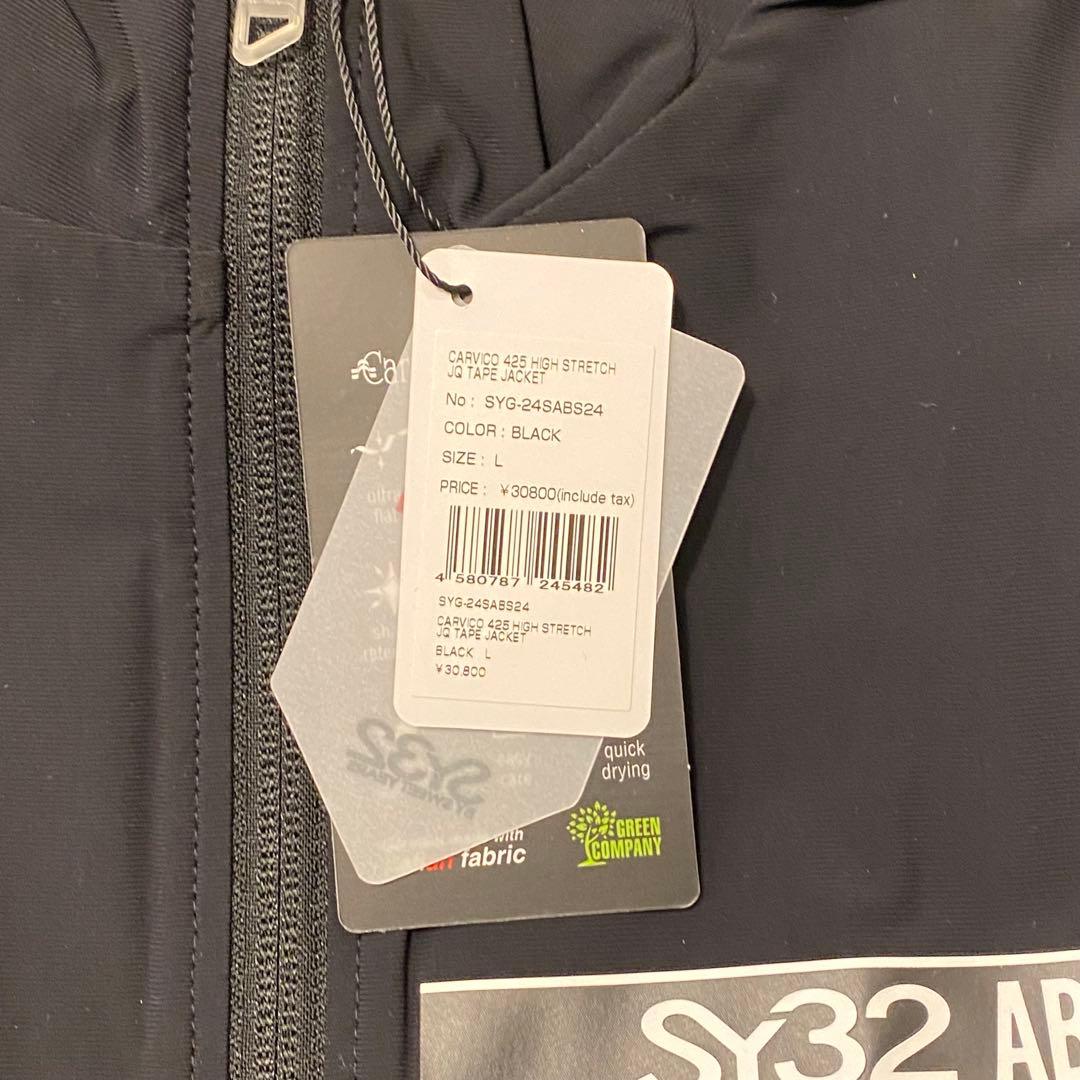 CARVICO 425 HIGH STRETCH
JQ TAPE JACKET
No : SYG-24SABS24
COLOR : BLACK
SIZE : L
PRICE : ¥30800(include tax)
4 580787 245482
SYG-24SABS24
CARVICO 425 HIGH STRETCH
JQ TAPE JACKET
BLACK L
¥30,800
quick
drying
with
fabric
GREEN
COMPANY
SY32